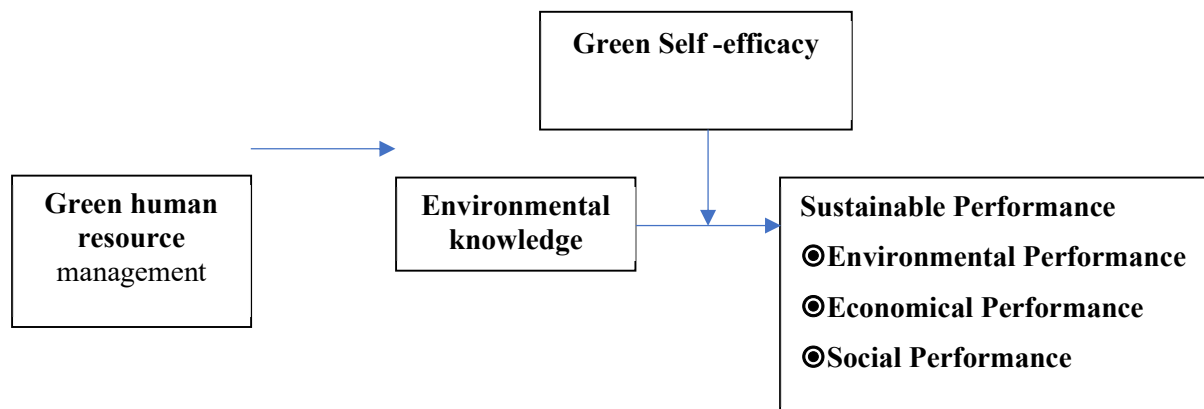 Green Self -efficacy
Green human
resource
management
Environmental
knowledge
Sustainable Performance
◉Environmental Performance
◉Economical Performance
◉Social Performance